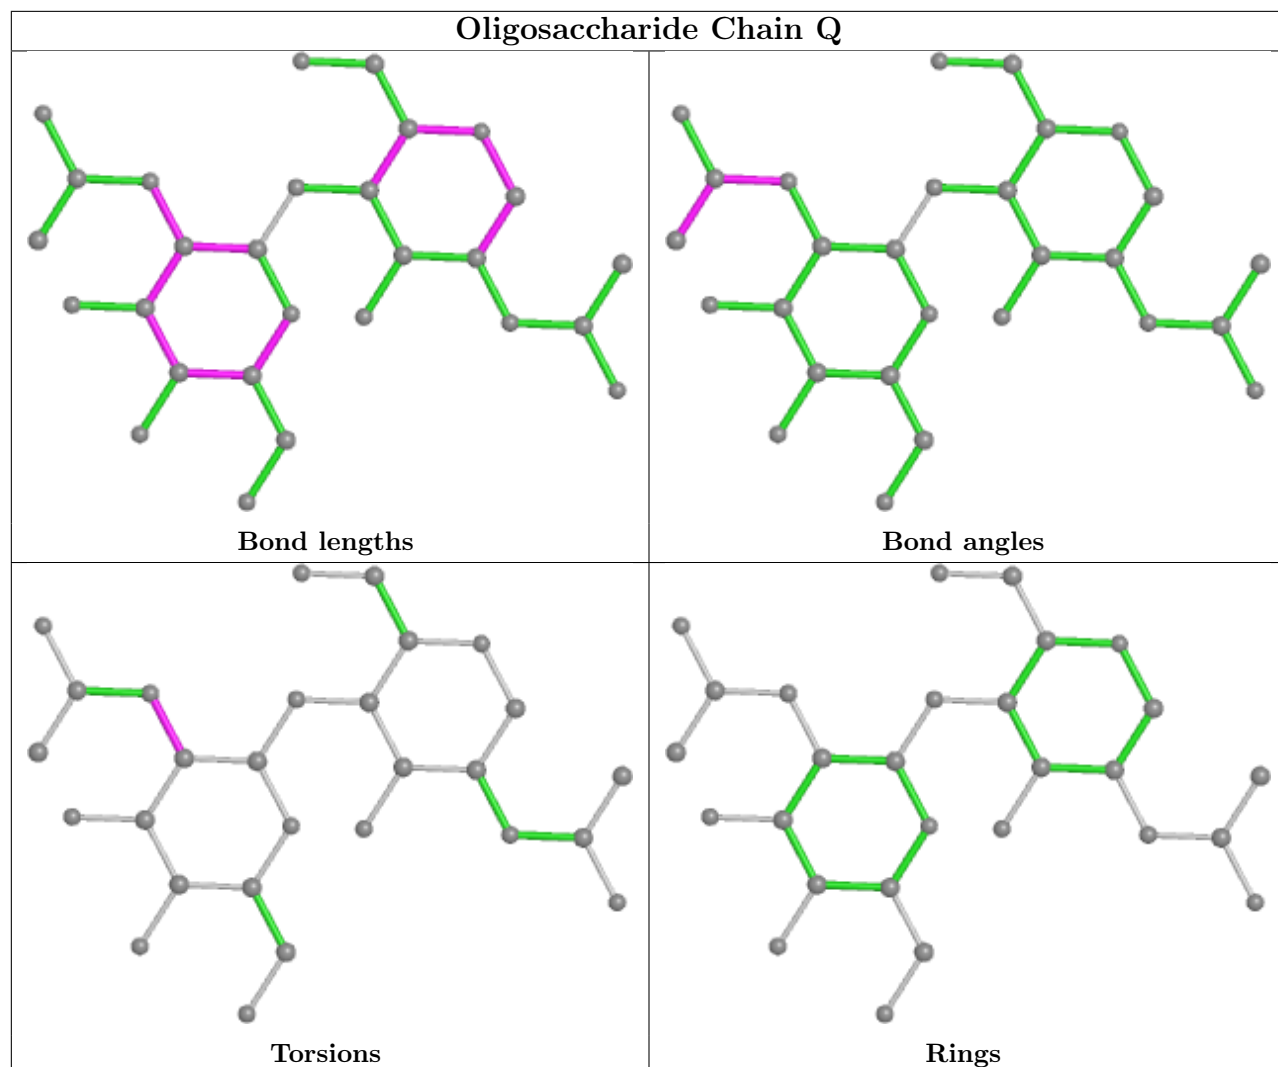 Oligosaccharide Chain Q
Bond lengths
Bond angles
Torsions
Rings